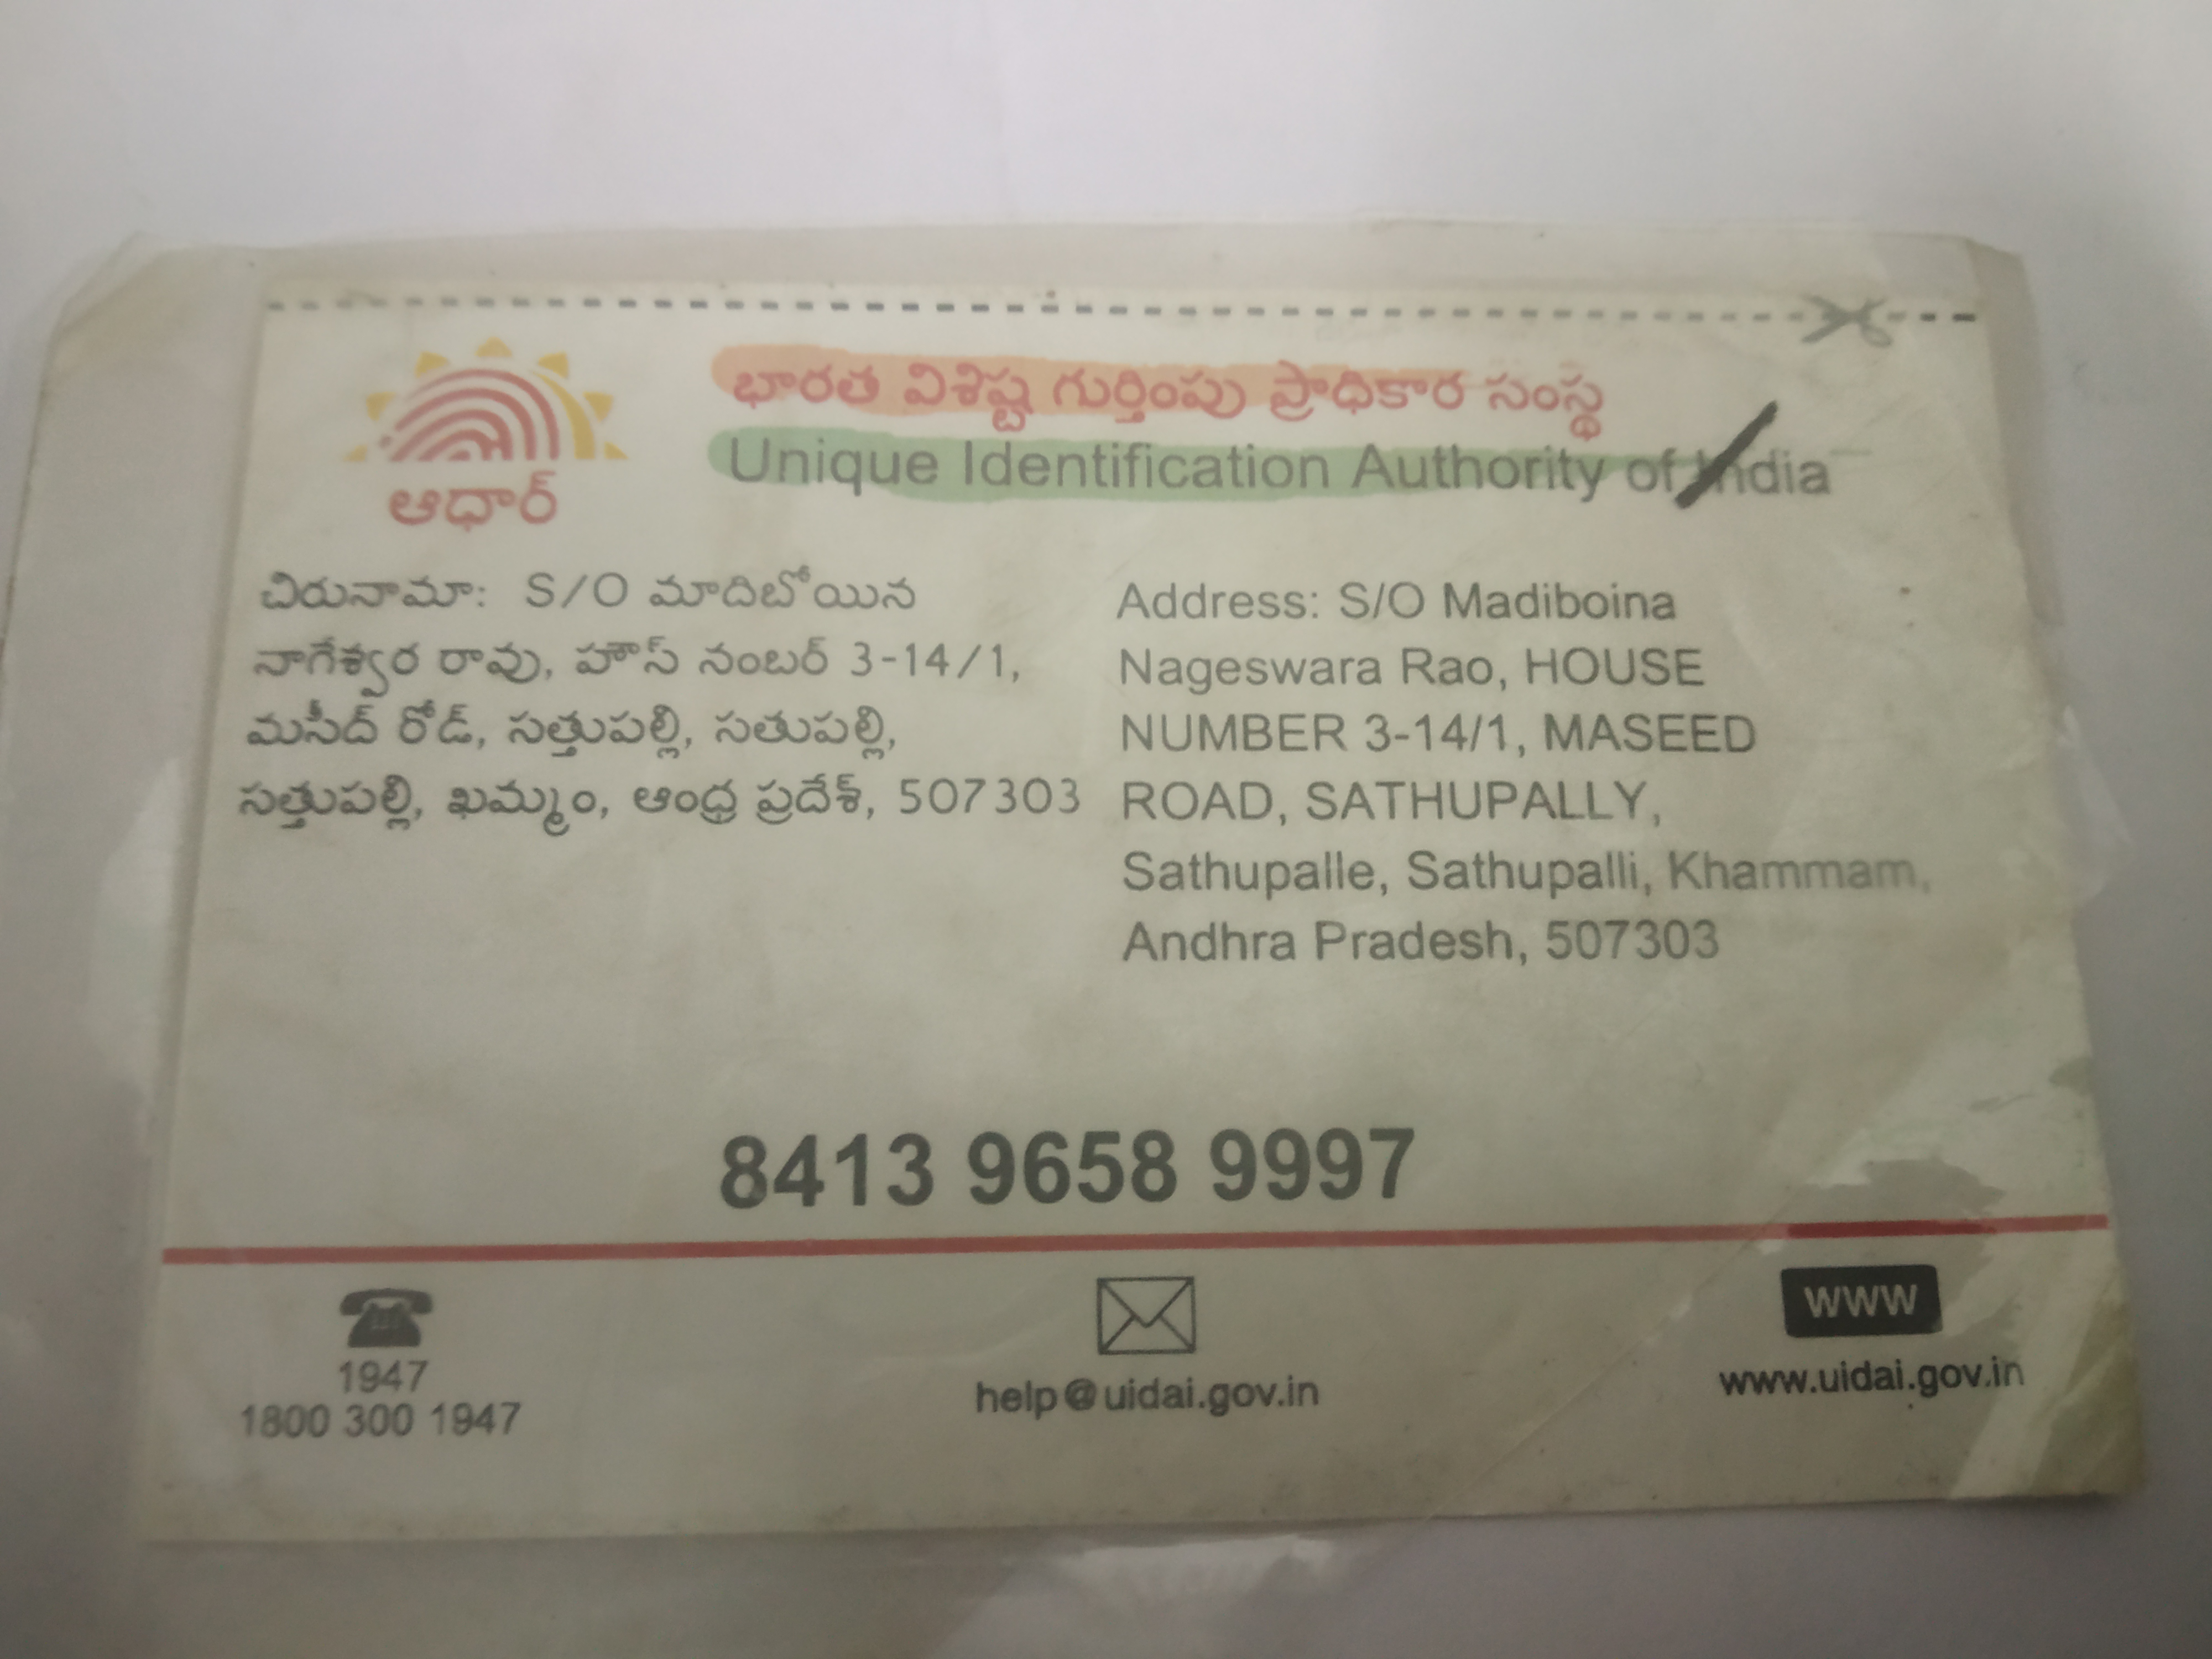 భారత విశిష్ట గుర్తింపు ప్రాధికార సంస్థ
Unique Identification Authority of India
ఆధార్
చిరునామా: S/O మాదిబోయిన
నాగేశ్వర రావు, హౌస్ నంబర్ 3-14/1,
మసీద్ రోడ్, సత్తుపల్లి, సతుపల్లి,
సత్తుపల్లి, ఖమ్మం, ఆంధ్ర ప్రదేశ్, 507303
Address: S/O Madiboina
Nageswara Rao, HOUSE
NUMBER 3-14/1, MASEED
ROAD, SATHUPALLY,
Sathupalle, Sathupalli, Khammam,
Andhra Pradesh, 507303
8413 9658 9997
1947
1800 300 1947
help@uidai.gov.in
WWW
www.uidai.gov.in